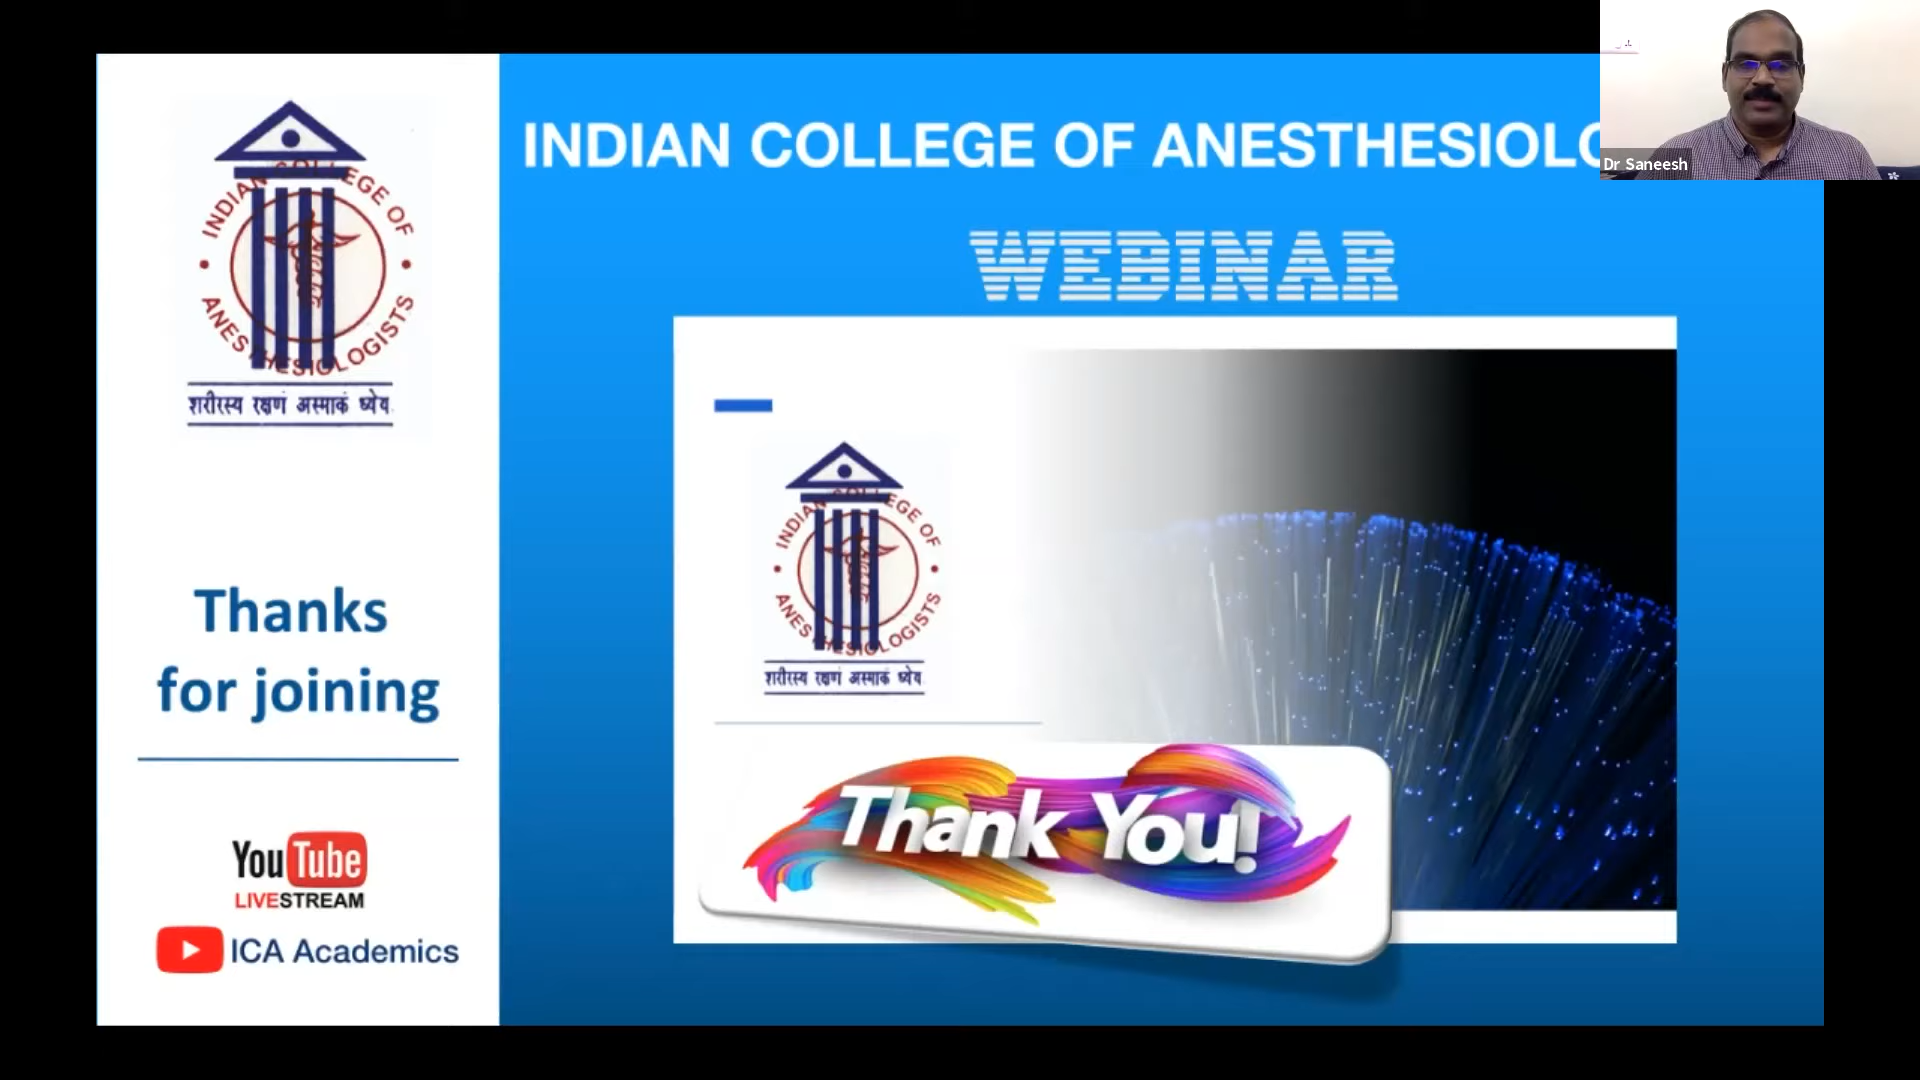 INDIAN COLLEGE OF ANESTHESIOLO
Dr Saneesh
WEBINAR
INDIAN COLLEGE OF
ANESTHESIOLOGISTS
शरीरस्य रक्षणं अस्माकं ध्येय
Thanks
for joining
YouTube
LIVESTREAM
ICA Academics
INDIAN COLLEGE OF
ANESTHESIOLOGISTS
शरीरस्य रक्षणं अस्माकं ध्येय
Thank You!